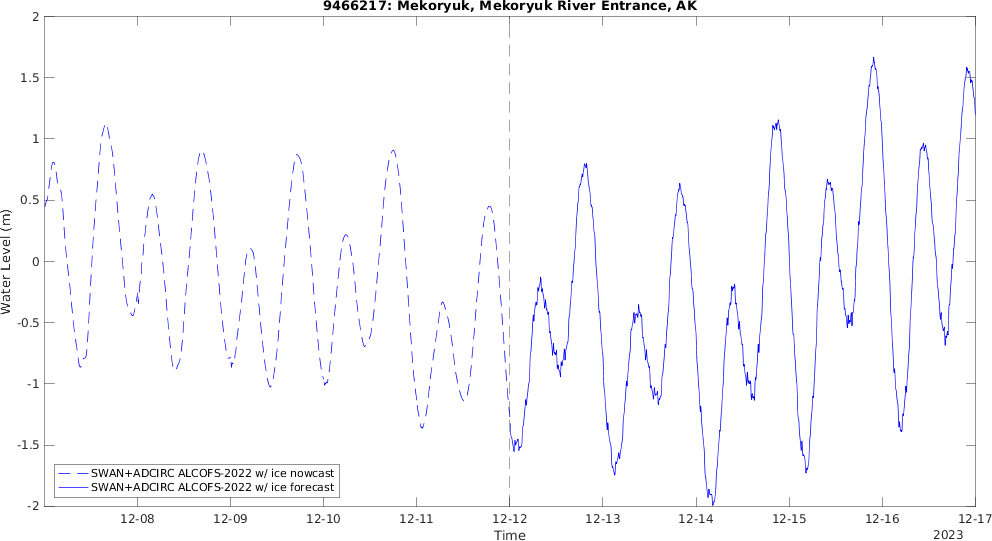 9466217: Mekoryuk, Mekoryuk River Entrance, AK
2
1.5
1
0.5
0
-0.5
-1
-1.5
-2
Water Level (m)
SWAN+ADCIRC ALCOFS-2022 w/ ice nowcast
SWAN+ADCIRC ALCOFS-2022 w/ ice forecast
12-08 12-09 12-10 12-11 12-12 12-13 12-14 12-15 12-16 12-17
Time
2023